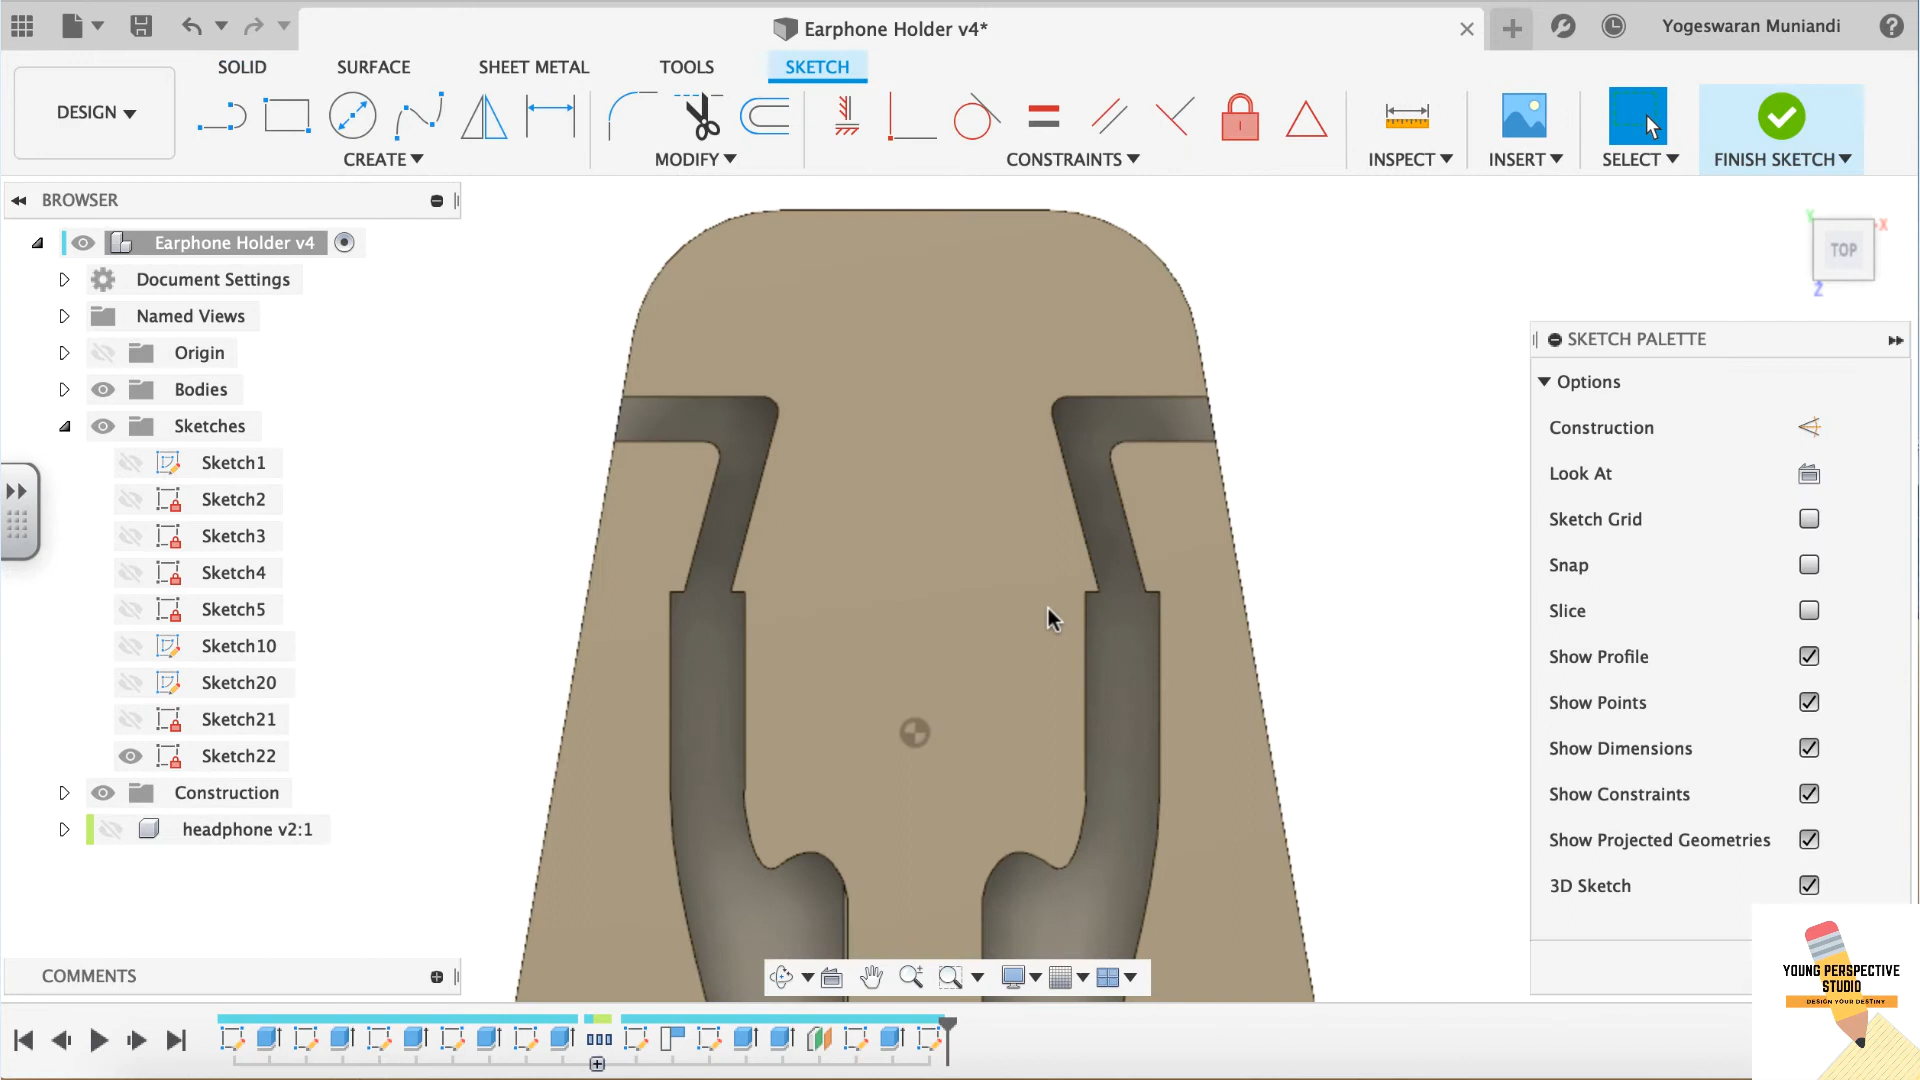 Earphone Holder v4*
Yogeswaran Muniandi
DESIGN
SOLID
SURFACE
SHEET METAL
TOOLS
SKETCH
CREATE
MODIFY
CONSTRAINTS
INSPECT
INSERT
SELECT
FINISH SKETCH
BROWSER
Earphone Holder v4
Document Settings
Named Views
Origin
Bodies
Sketches
Sketch1
Sketch2
Sketch3
Sketch4
Sketch5
Sketch10
Sketch20
Sketch21
Sketch22
Construction
headphone v2:1
COMMENTS
Y
X
TOP
Z
SKETCH PALETTE
Options
Construction
Look At
Sketch Grid
Snap
Slice
Show Profile
Show Points
Show Dimensions
Show Constraints
Show Projected Geometries
3D Sketch
YOUNG PERSPECTIVE
STUDIO
DESIGN YOUR DESTINY